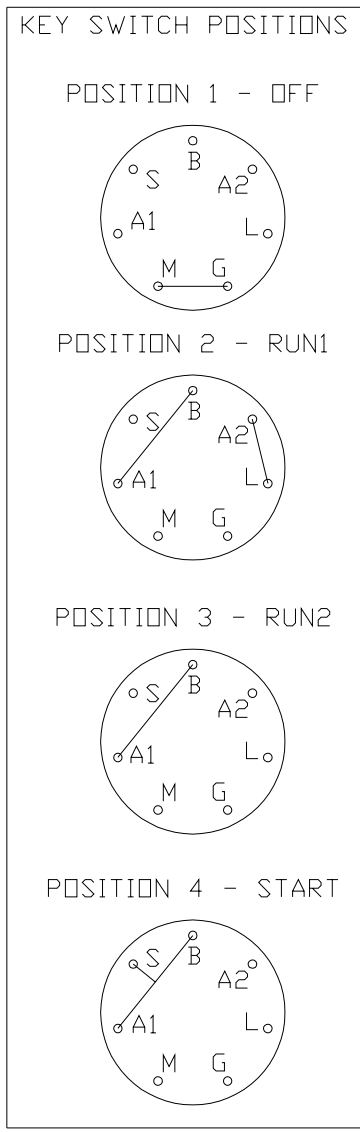 KEY SWITCH POSITIONS
POSITION 1 - OFF
B
S
A2
A1
L
M G
POSITION 2 - RUN1
B
S
A2
A1
L
M G
POSITION 3 - RUN2
B
S
A2
A1
L
M G
POSITION 4 - START
B
S
A2
A1
L
M G